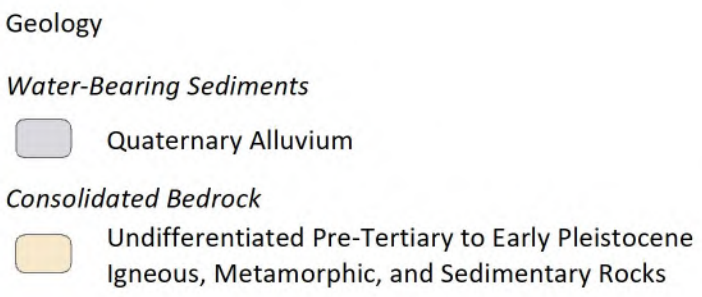 Geology
Water-Bearing Sediments
Quaternary Alluvium
Consolidated Bedrock
Undifferentiated Pre-Tertiary to Early Pleistocene
Igneous, Metamorphic, and Sedimentary Rocks